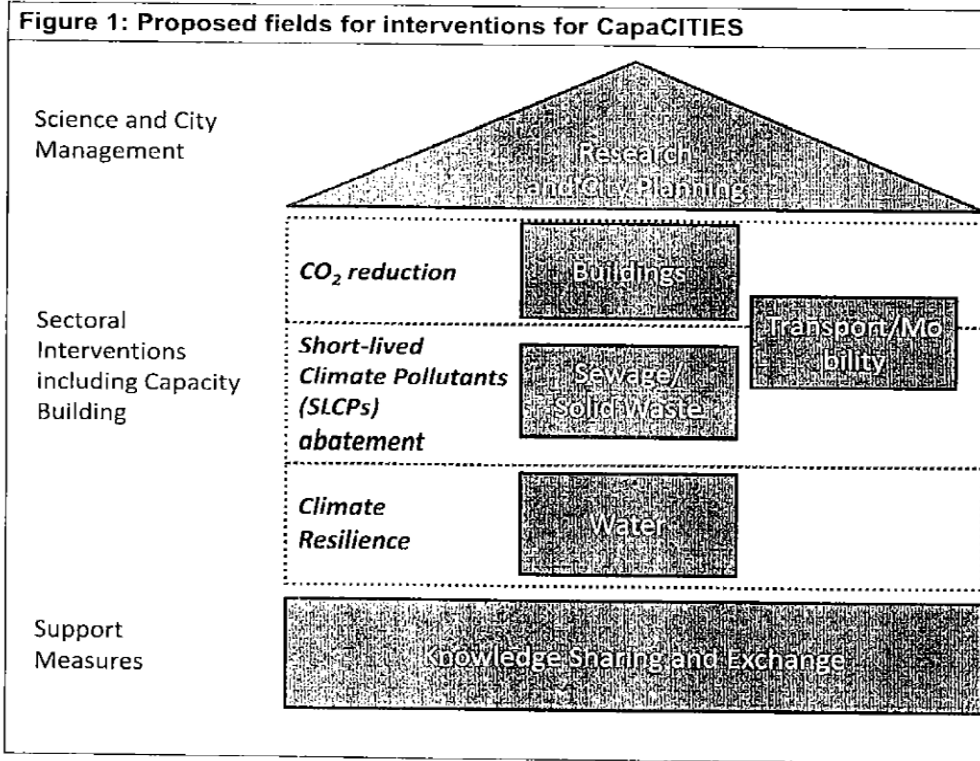 Figure 1: Proposed fields for interventions for CapaCITIES
Science and City
Management
Research
and City Planning
Sectoral
Interventions
including Capacity
Building
CO₂ reduction
Buildings
Transport/Mo
bility
Short-lived
Climate Pollutants
(SLCPs)
abatement
Sewage/
Solid Waste
Climate
Resilience
Water
Support
Measures
Knowledge Sharing and Exchange